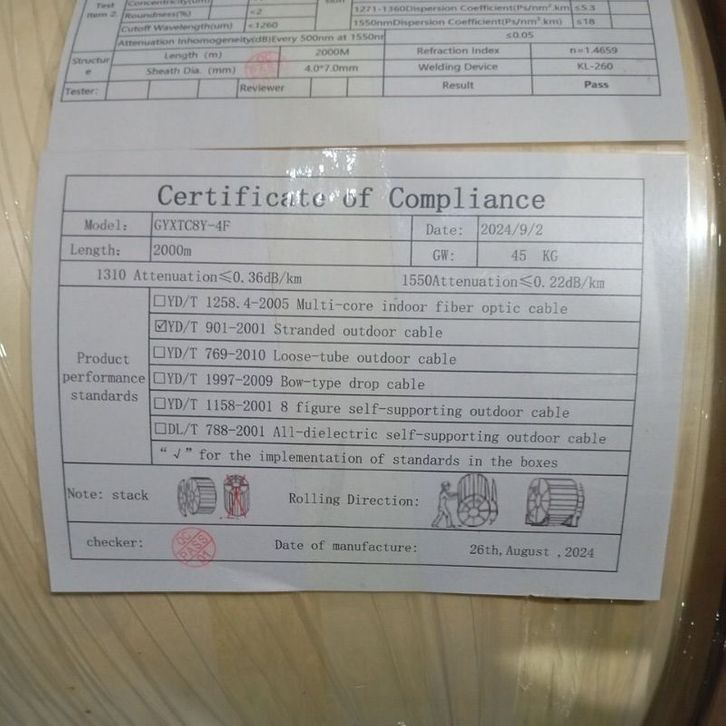 Test
Item 2
Concentricity(um)
Roundness(%)
<2
1271-1360Dispersion Coefficient(Ps/nm².km)
≤5.3
Cutoff Wavelength(um)
<1260
1550nmDispersion Coefficient(Ps/nm².km)
≤18
Attenuation Inhomogeneity(dB)Every 500nm at 1550nm
≤0.05
Structur
e
Length (m)
2000M
Refraction Index
n=1.4659
Sheath Dia. (mm)
4.0*7.0mm
Welding Device
KL-260
Tester:
Reviewer
Result
Pass
Certificate of Compliance
Model: GYXTC8Y-4F Date: 2024/9/2
Length: 2000m GW: 45 KG
1310 Attenuation≤0.36dB/km 1550Attenuation≤0.22dB/km
Product
performance
standards
☐YD/T 1258.4-2005 Multi-core indoor fiber optic cable
☑YD/T 901-2001 Stranded outdoor cable
☐YD/T 769-2010 Loose-tube outdoor cable
☐YD/T 1997-2009 Bow-type drop cable
☐YD/T 1158-2001 8 figure self-supporting outdoor cable
☐DL/T 788-2001 All-dielectric self-supporting outdoor cable
“√” for the implementation of standards in the boxes
Note: stack Rolling Direction:
checker: QC PASS Date of manufacture: 26th,August ,2024